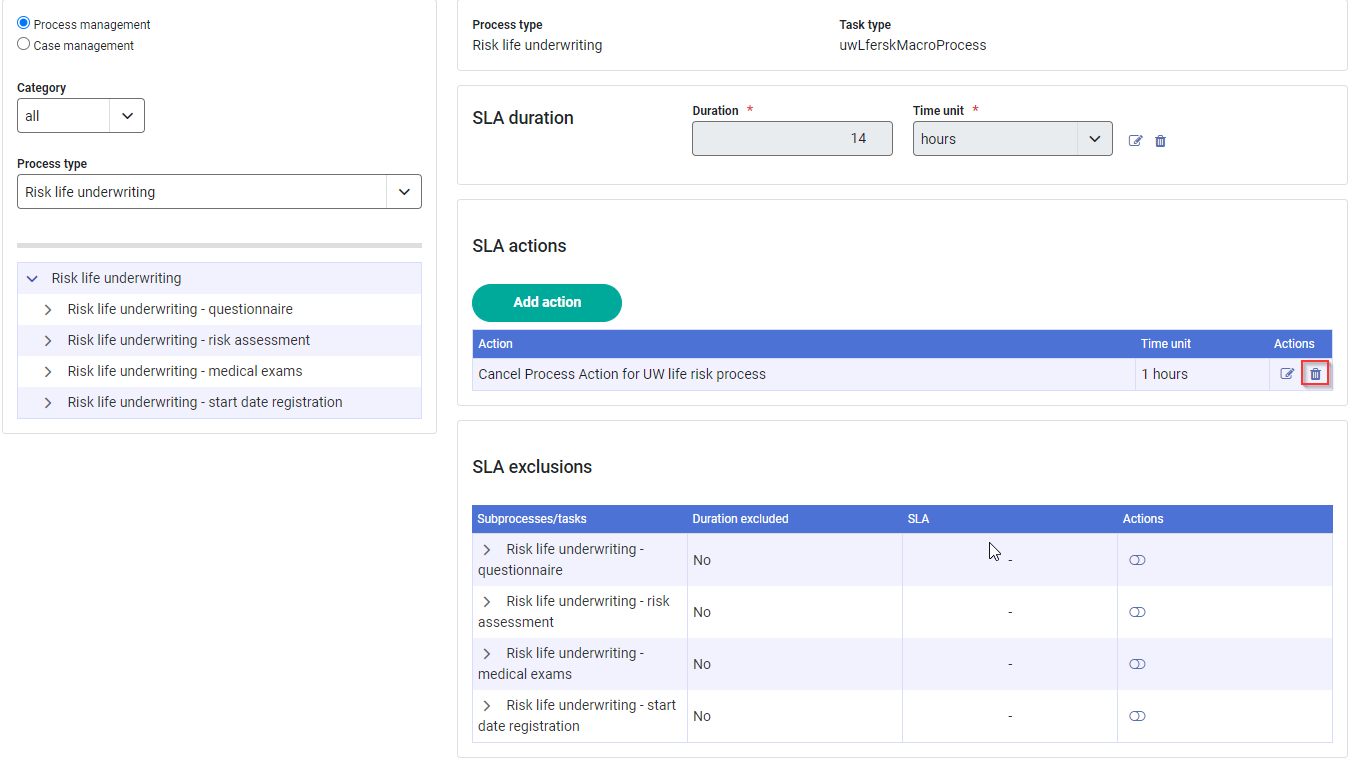 Process management
Case management
Category
all
Process type
Risk life underwriting
Risk life underwriting
Risk life underwriting - questionnaire
Risk life underwriting - risk assessment
Risk life underwriting - medical exams
Risk life underwriting - start date registration
Process type
Task type
Risk life underwriting
uwLferskMacroProcess
SLA duration
Duration *
Time unit *
14
hours
SLA actions
Add action
Action
Time unit
Actions
Cancel Process Action for UW life risk process
1 hours
SLA exclusions
Subprocesses/tasks
Duration excluded
SLA
Actions
Risk life underwriting -
questionnaire
No
-
Risk life underwriting - risk
assessment
No
-
Risk life underwriting -
medical exams
No
-
Risk life underwriting - start
date registration
No
-